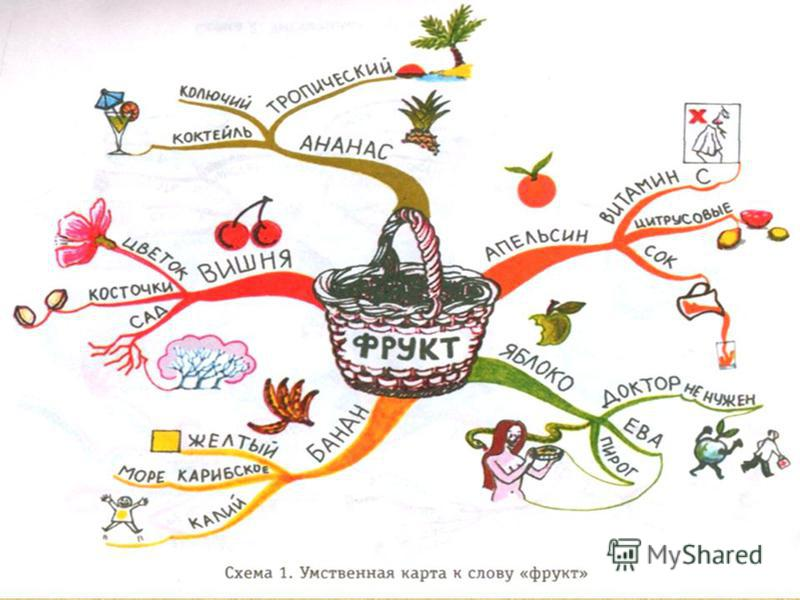 КОЛЮЧИЙ
ТРОПИЧЕСКИЙ
КОКТЕЙЛЬ
АНАНАС
ВИТАМИН С
ЦИТРУСОВЫЕ
АПЕЛЬСИН
СОК
ЦВЕТОК
ВИШНЯ
КОСТОЧКИ
САД
ФРУКТ
ЯБЛОКО
ДОКТОР НЕ НУЖЕН
ЕВА
ПИРОГ
БАНАН
ЖЕЛТЫЙ
МОРЕ КАРИБСКОЕ
КАЛИЙ
Схема 1. Умственная карта к слову «фрукт»
MyShared